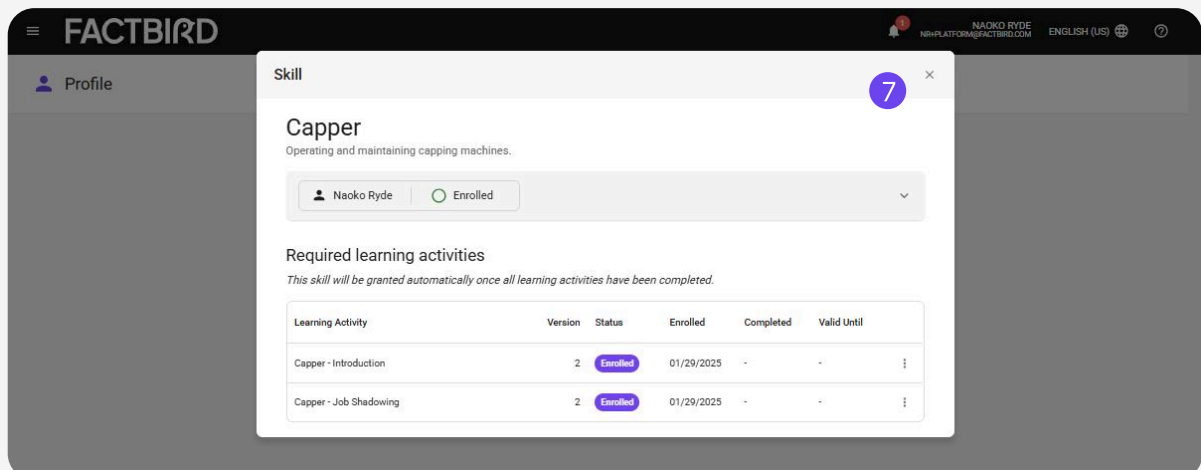 FACTBIRD
1
NAOKO RYDE
NR+PLATFORM@FACTBIRD.COM
ENGLISH (US)
Profile
Skill
7
Capper
Operating and maintaining capping machines.
Naoko Ryde Enrolled
Required learning activities
This skill will be granted automatically once all learning activities have been completed.
Learning Activity Version Status Enrolled Completed Valid Until
Capper - Introduction 2 Enrolled 01/29/2025 - -
Capper - Job Shadowing 2 Enrolled 01/29/2025 - -